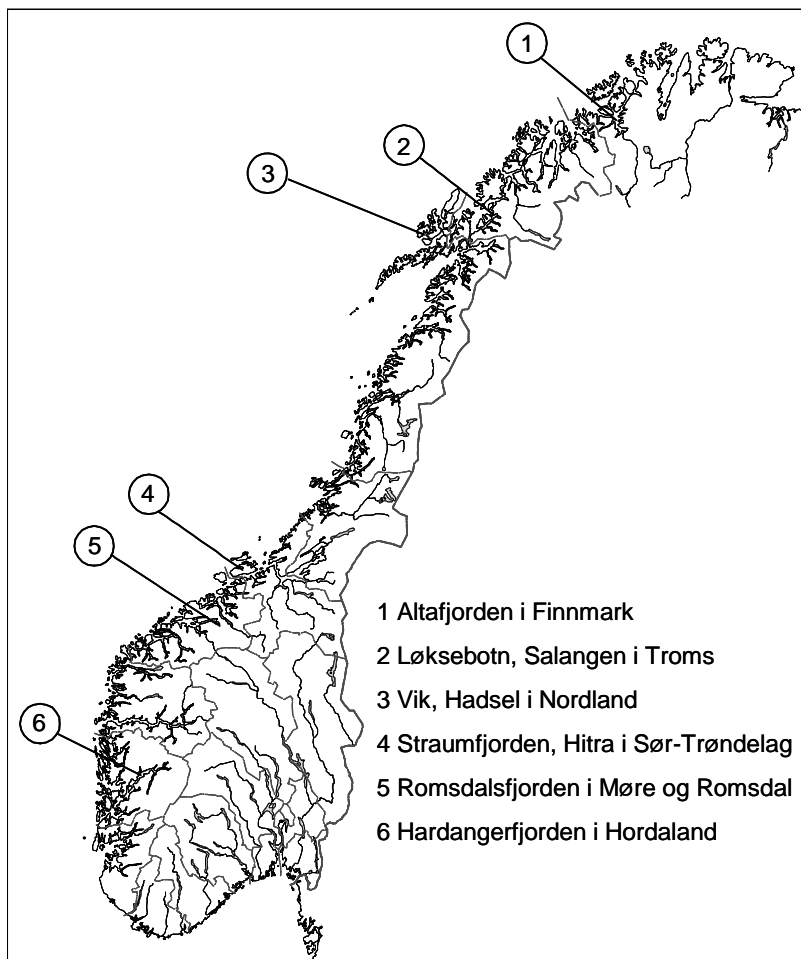 1
2
3
4
5
6
1 Altafjorden i Finnmark
2 Løksebotn, Salangen i Troms
3 Vik, Hadsel i Nordland
4 Straumfjorden, Hitra i Sør-Trøndelag
5 Romsdalsfjorden i Møre og Romsdal
6 Hardangerfjorden i Hordaland